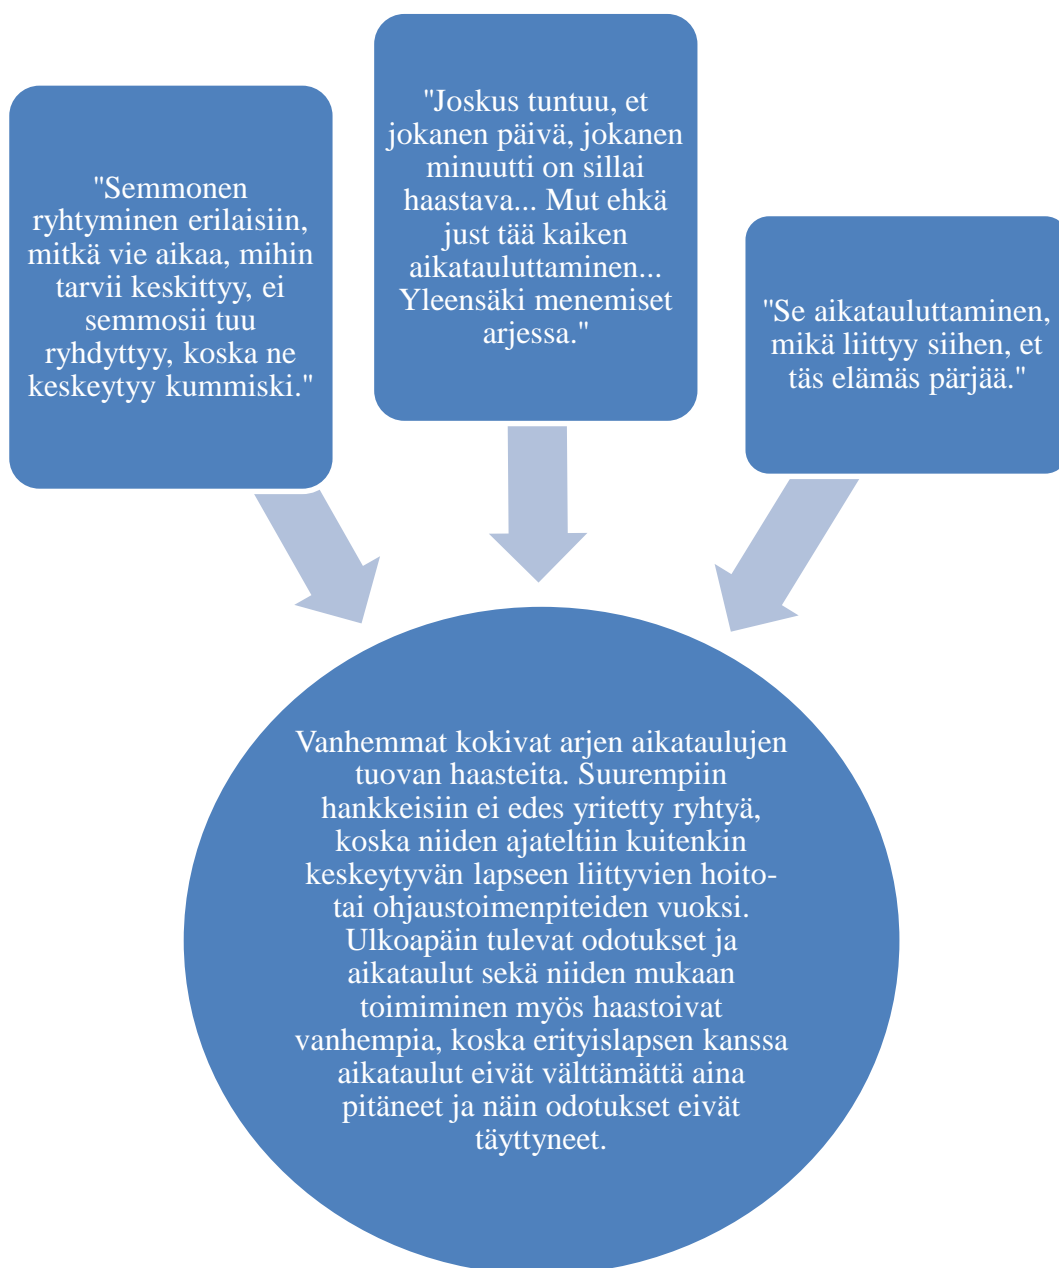 "Semmonen
ryhtyminen erilaisiin,
mitkä vie aikaa, mihin
tarvii keskittyy, ei
semmosii tuu
ryhdyttyy, koska ne
keskeytyy kummiski."
"Joskus tuntuu, et
jokanen päivä, jokanen
minuutti on sillai
haastava... Mut ehkä
just tää kaiken
aikatauluttaminen...
Yleensäki menemiset
arjessa."
"Se aikatauluttaminen,
mikä liittyy siihen, et
täs elämäs pärjää."
Vanhemmat kokivat arjen aikataulujen
tuovan haasteita. Suurempiin
hankkeisiin ei edes yritetty ryhtyä,
koska niiden ajateltiin kuitenkin
keskeytyvän lapseen liittyvien hoito-
tai ohjaustoimenpiteiden vuoksi.
Ulkoapäin tulevat odotukset ja
aikataulut sekä niiden mukaan
toimiminen myös haastoivat
vanhempia, koska erityislapsen kanssa
aikataulut eivät välttämättä aina
pitäneet ja näin odotukset eivät
täyttyneet.